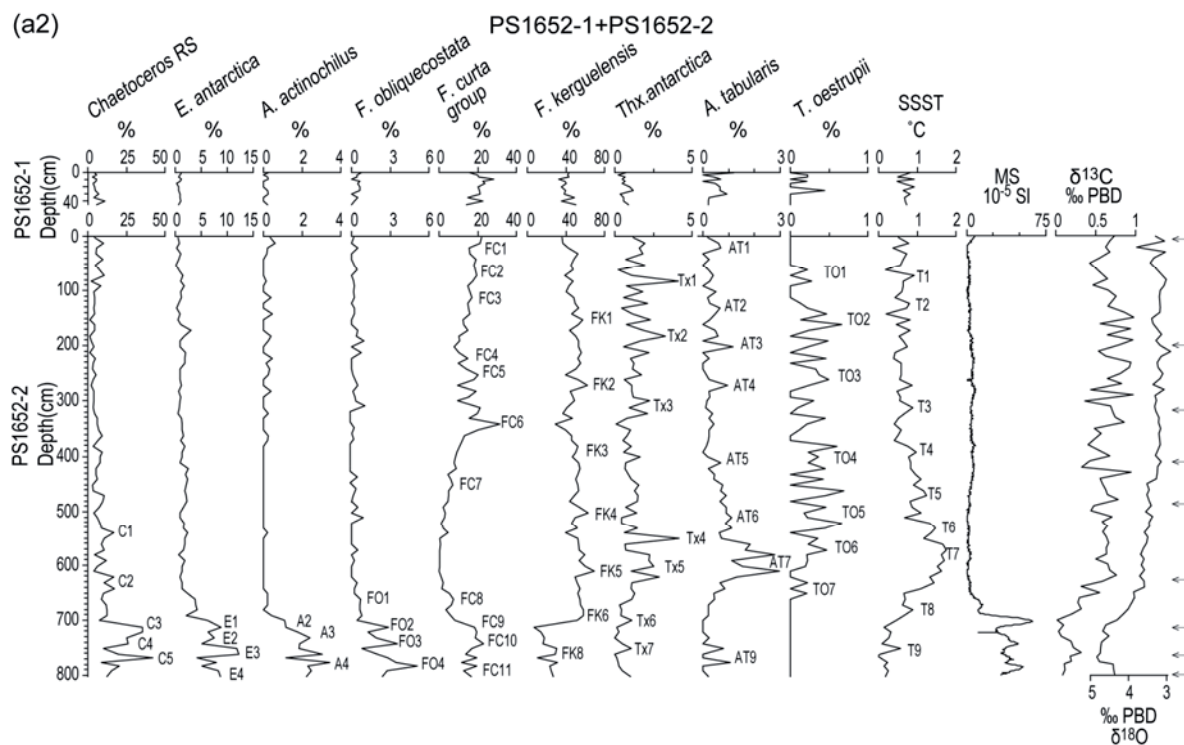 (a2)
PS1652-1+PS1652-2
Chaetoceros RS
E. antarctica
A. actinochilus
F. obliquecostata
F. curta
group
F. kerguelensis
Thx.antarctica
A. tabularis
T. oestrupii
SSST
% % % % % % % % % °C
0 25 50 0 5 10 15 0 2 4 0 3 6 0 20 40 0 40 80 0 5 0 30 0 1 2
MS
10⁻⁵ SI
δ¹³C
‰ PBD
PS1652-1
Depth(cm)
0
40
0 25 50 0 5 10 15 0 2 4 0 3 6 0 20 40 0 40 80 0 5 0 30 0 1 2 0 75 0 0.5 1
PS1652-2
Depth(cm)
0
100
200
300
400
500
600
700
800
C1
C2
C3
C4
C5
E1
E2
E3
E4
A2
A3
A4
FO1
FO2
FO3
FO4
FC1
FC2
FC3
FC4
FC5
FC6
FC7
FC8
FC9
FC10
FC11
FK1
FK2
FK3
FK4
FK5
FK6
FK8
Tx1
Tx2
Tx3
Tx4
Tx5
Tx6
Tx7
AT1
AT2
AT3
AT4
AT5
AT6
AT7
AT9
TO1
TO2
TO3
TO4
TO5
TO6
TO7
T1
T2
T3
T4
T5
T6
T7
T8
T9
5 4 3
‰ PBD
δ¹⁸O